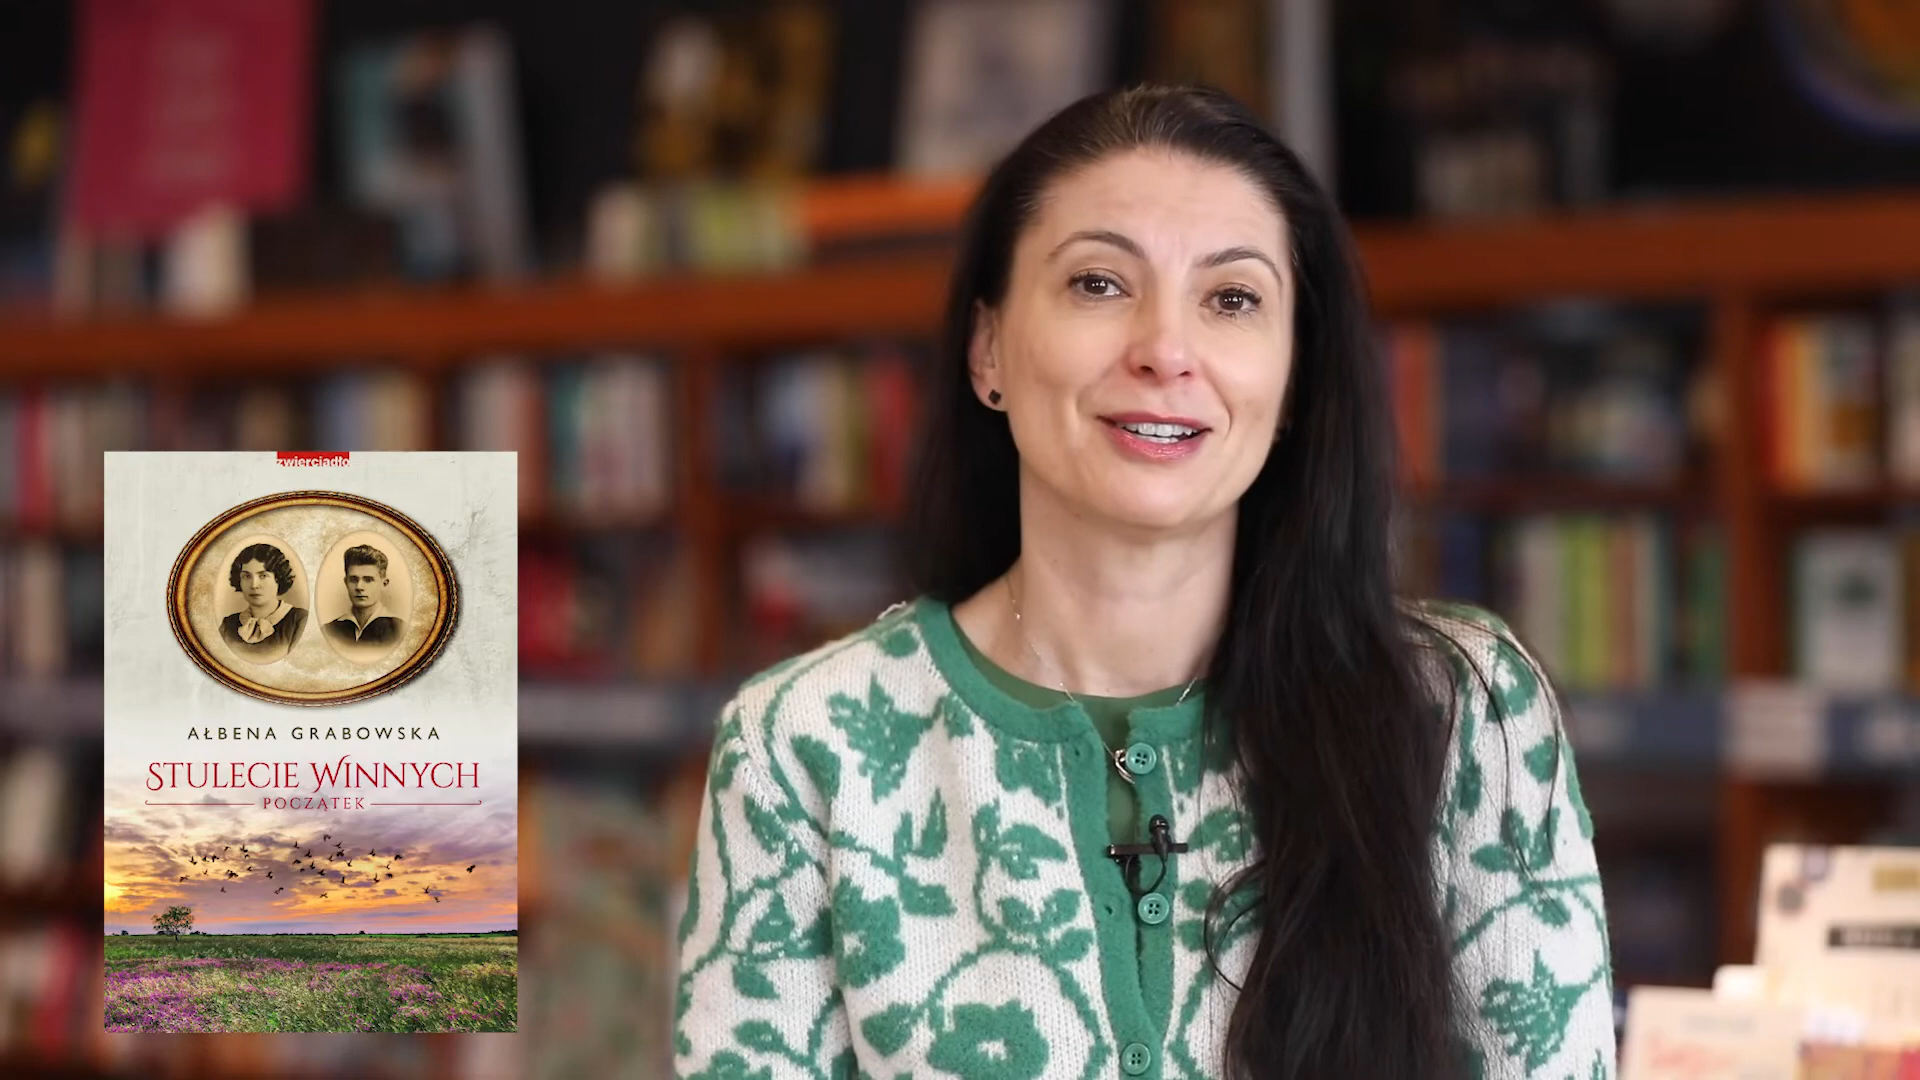 zwierciadło
AŁBENA GRABOWSKA
STULECIE WINNYCH
POCZĄTEK